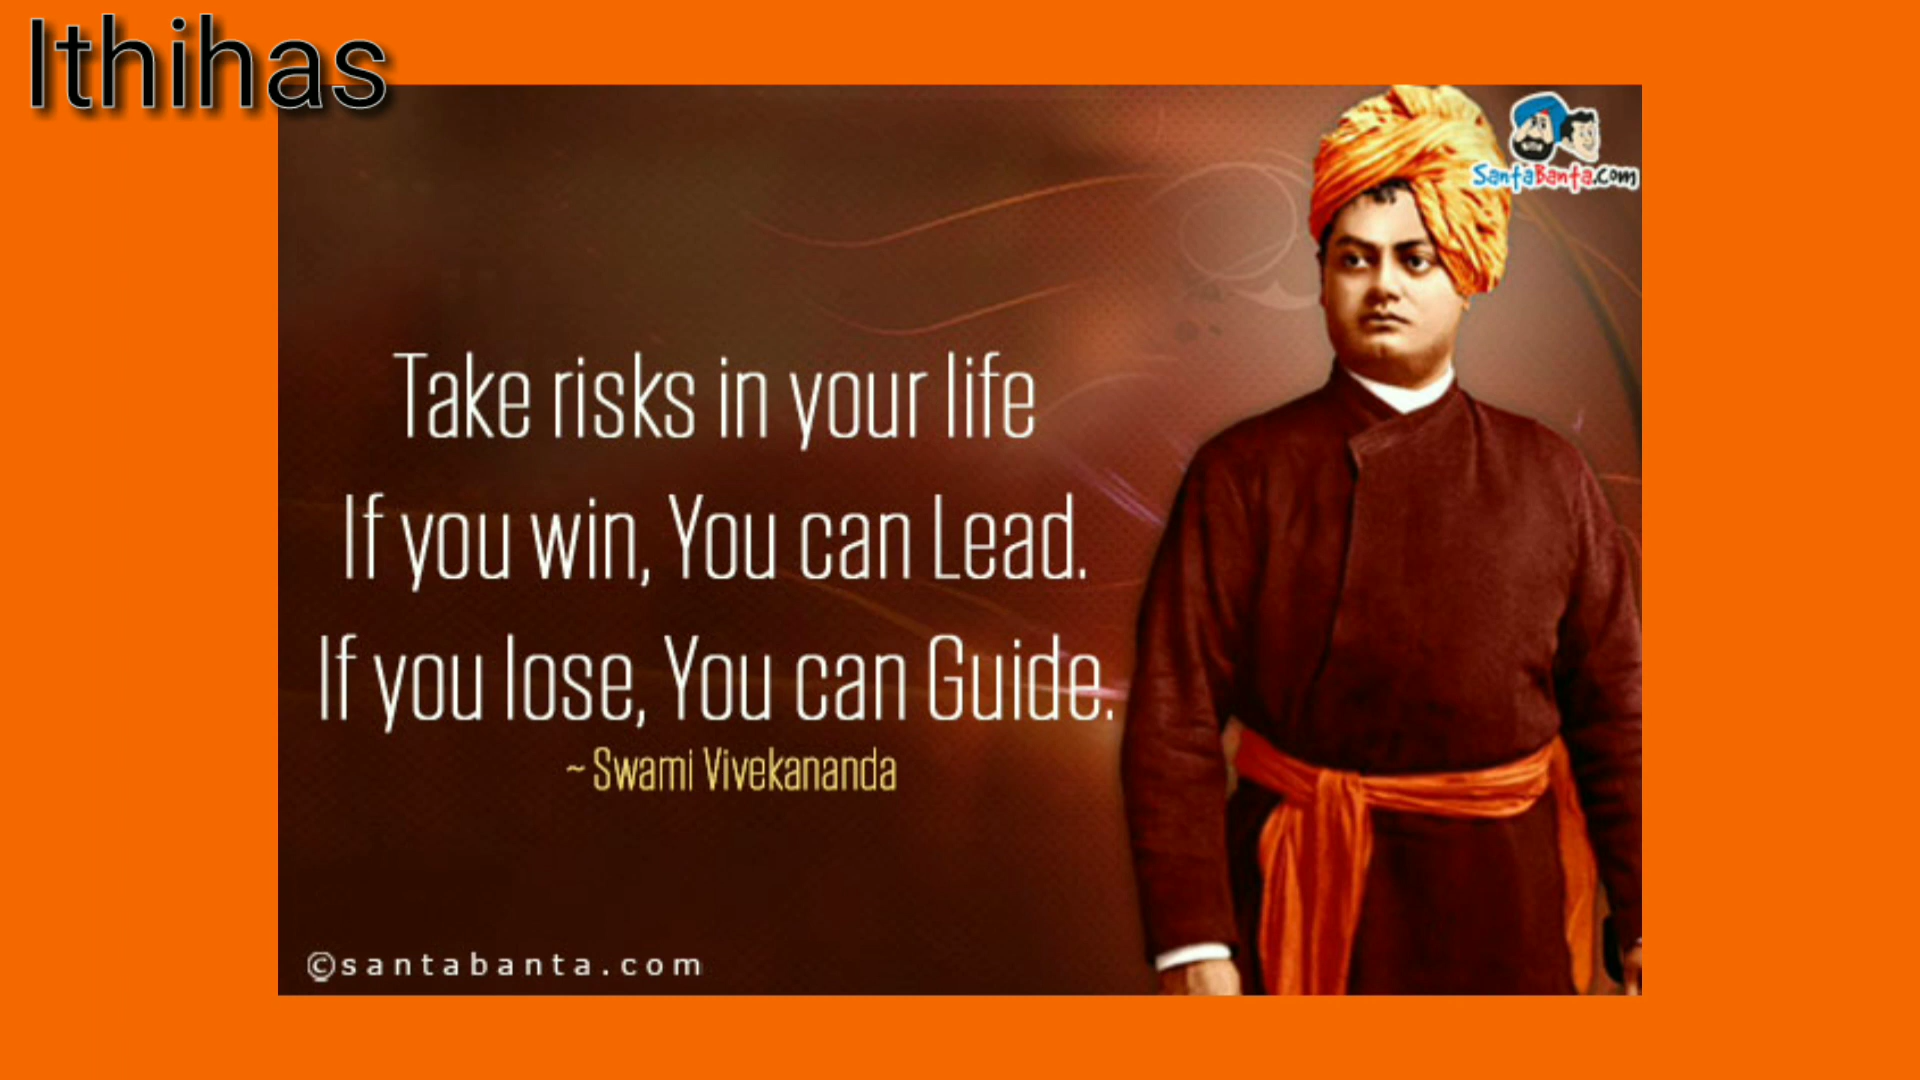 Ithihas
SantaBanta.com
Take risks in your life
If you win, You can Lead.
If you lose, You can Guide.
~ Swami Vivekananda
©santabanta.com